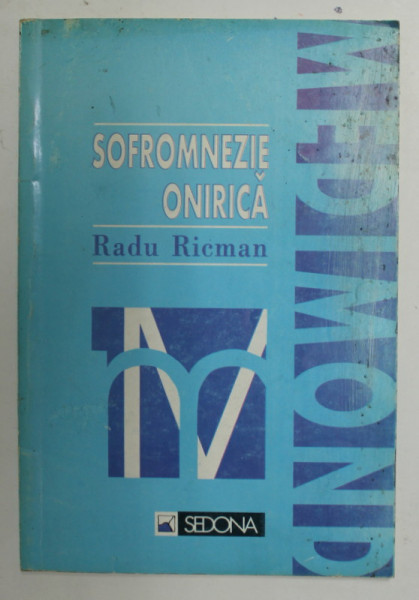 SOFROMNEZIE
ONIRICĂ
Radu Ricman
MEDIMOND
SEDONA